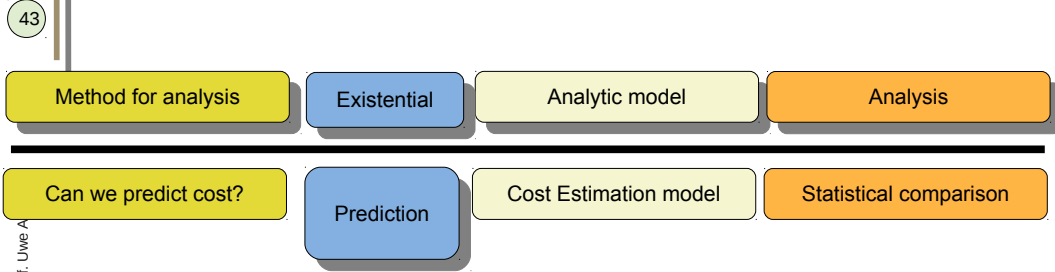 43
Method for analysis
Existential
Analytic model
Analysis
Can we predict cost?
Prediction
Cost Estimation model
Statistical comparison
Uwe